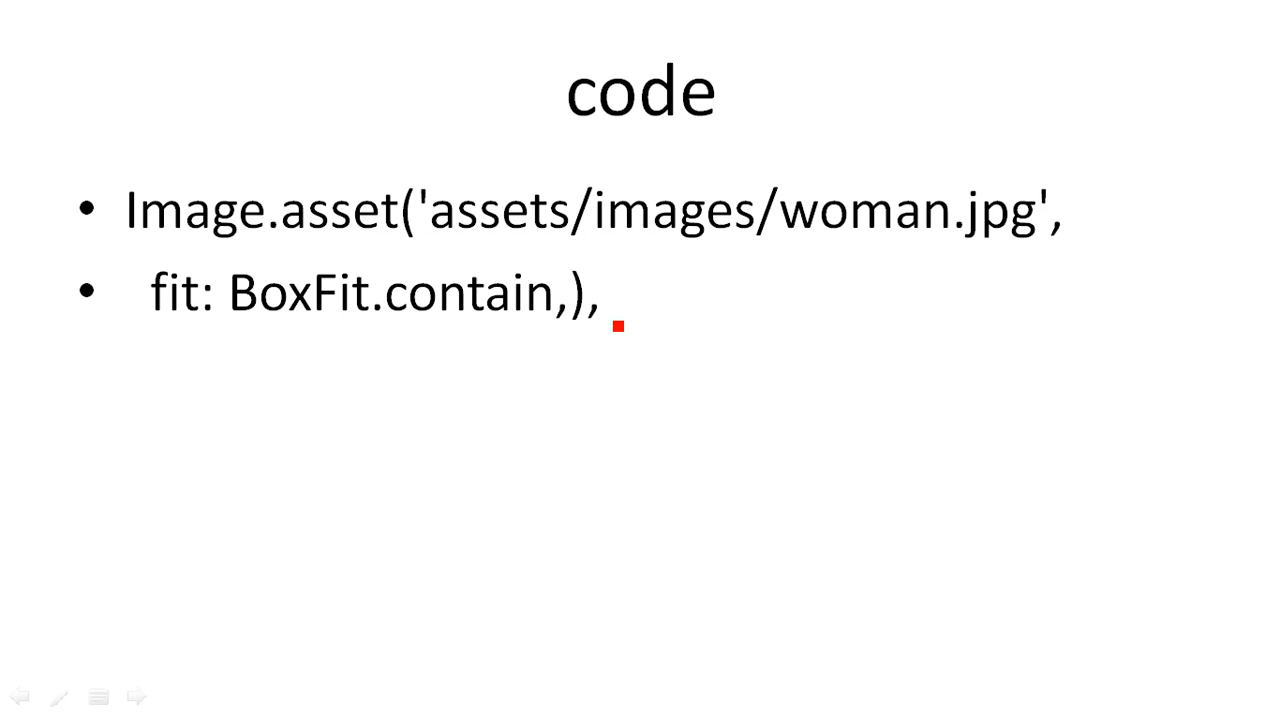 code
• Image.asset('assets/images/woman.jpg',
• fit: BoxFit.contain,),